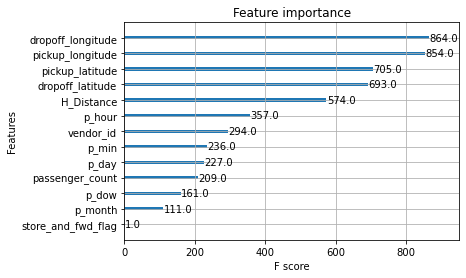 Feature importance
dropoff_longitude 864.0
pickup_longitude 854.0
pickup_latitude 705.0
dropoff_latitude 693.0
H_Distance 574.0
p_hour 357.0
vendor_id 294.0
p_min 236.0
p_day 227.0
passenger_count 209.0
p_dow 161.0
p_month 111.0
store_and_fwd_flag 1.0
Features
0 200 400 600 800
F score